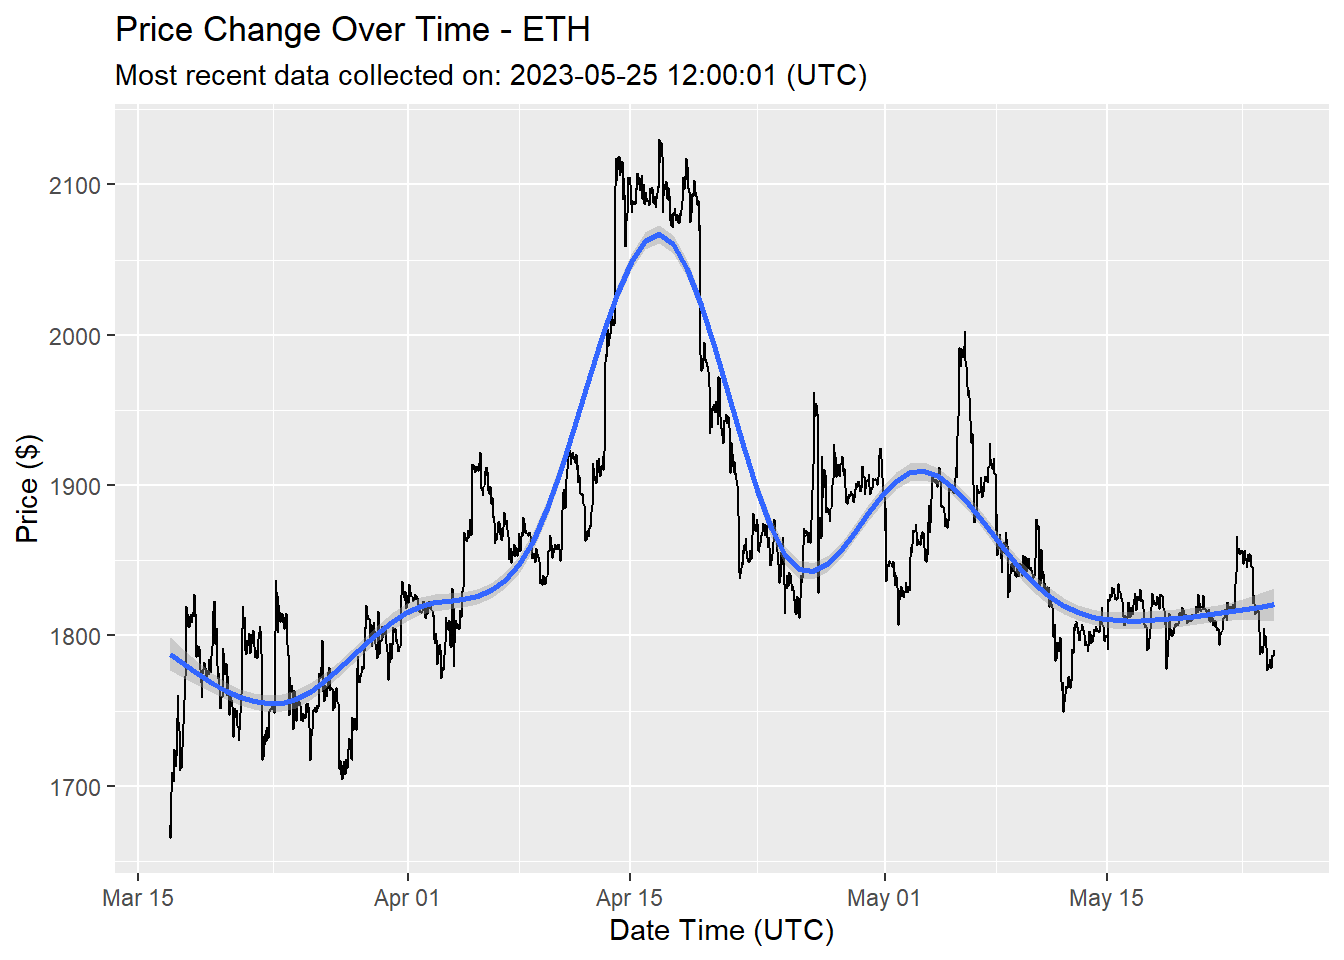 Price Change Over Time - ETH
Most recent data collected on: 2023-05-25 12:00:01 (UTC)
2100
2000
1900
1800
1700
Price ($)
Mar 15 Apr 01 Apr 15 May 01 May 15
Date Time (UTC)